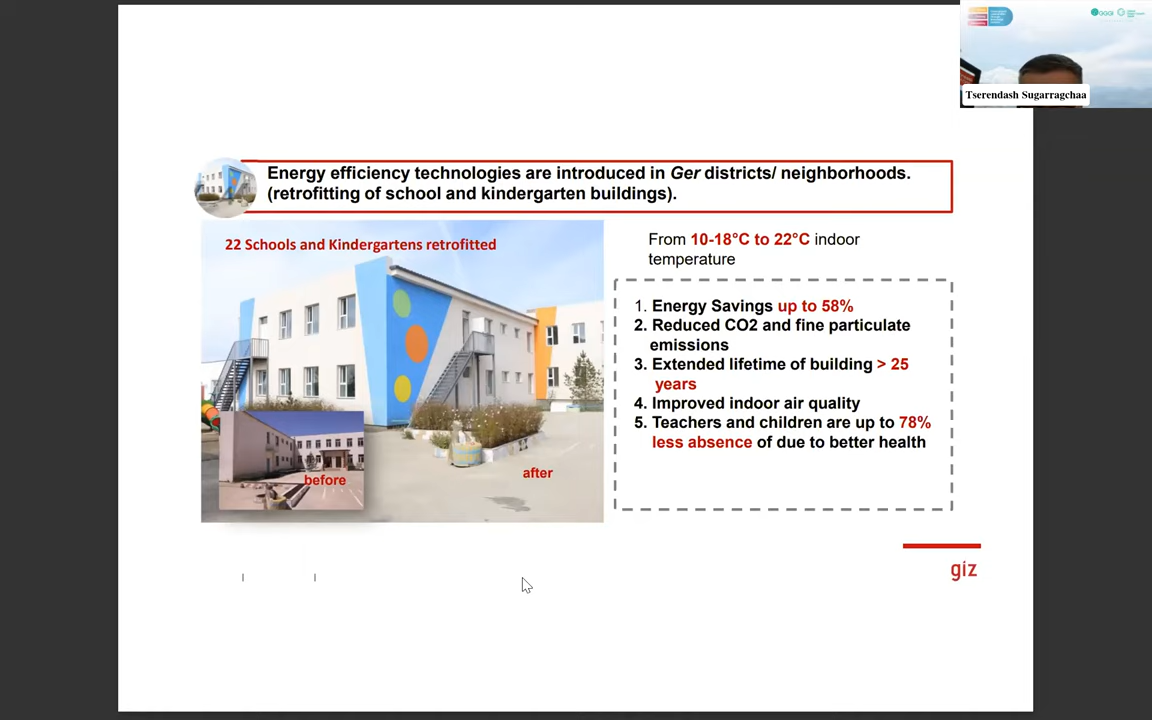 Tserendash Sugarragchaa
Energy efficiency technologies are introduced in Ger districts/ neighborhoods.
(retrofitting of school and kindergarten buildings).
22 Schools and Kindergartens retrofitted
before
after
From 10-18°C to 22°C indoor
temperature
1. Energy Savings up to 58%
2. Reduced CO2 and fine particulate
emissions
3. Extended lifetime of building > 25
years
4. Improved indoor air quality
5. Teachers and children are up to 78%
less absence of due to better health
giz